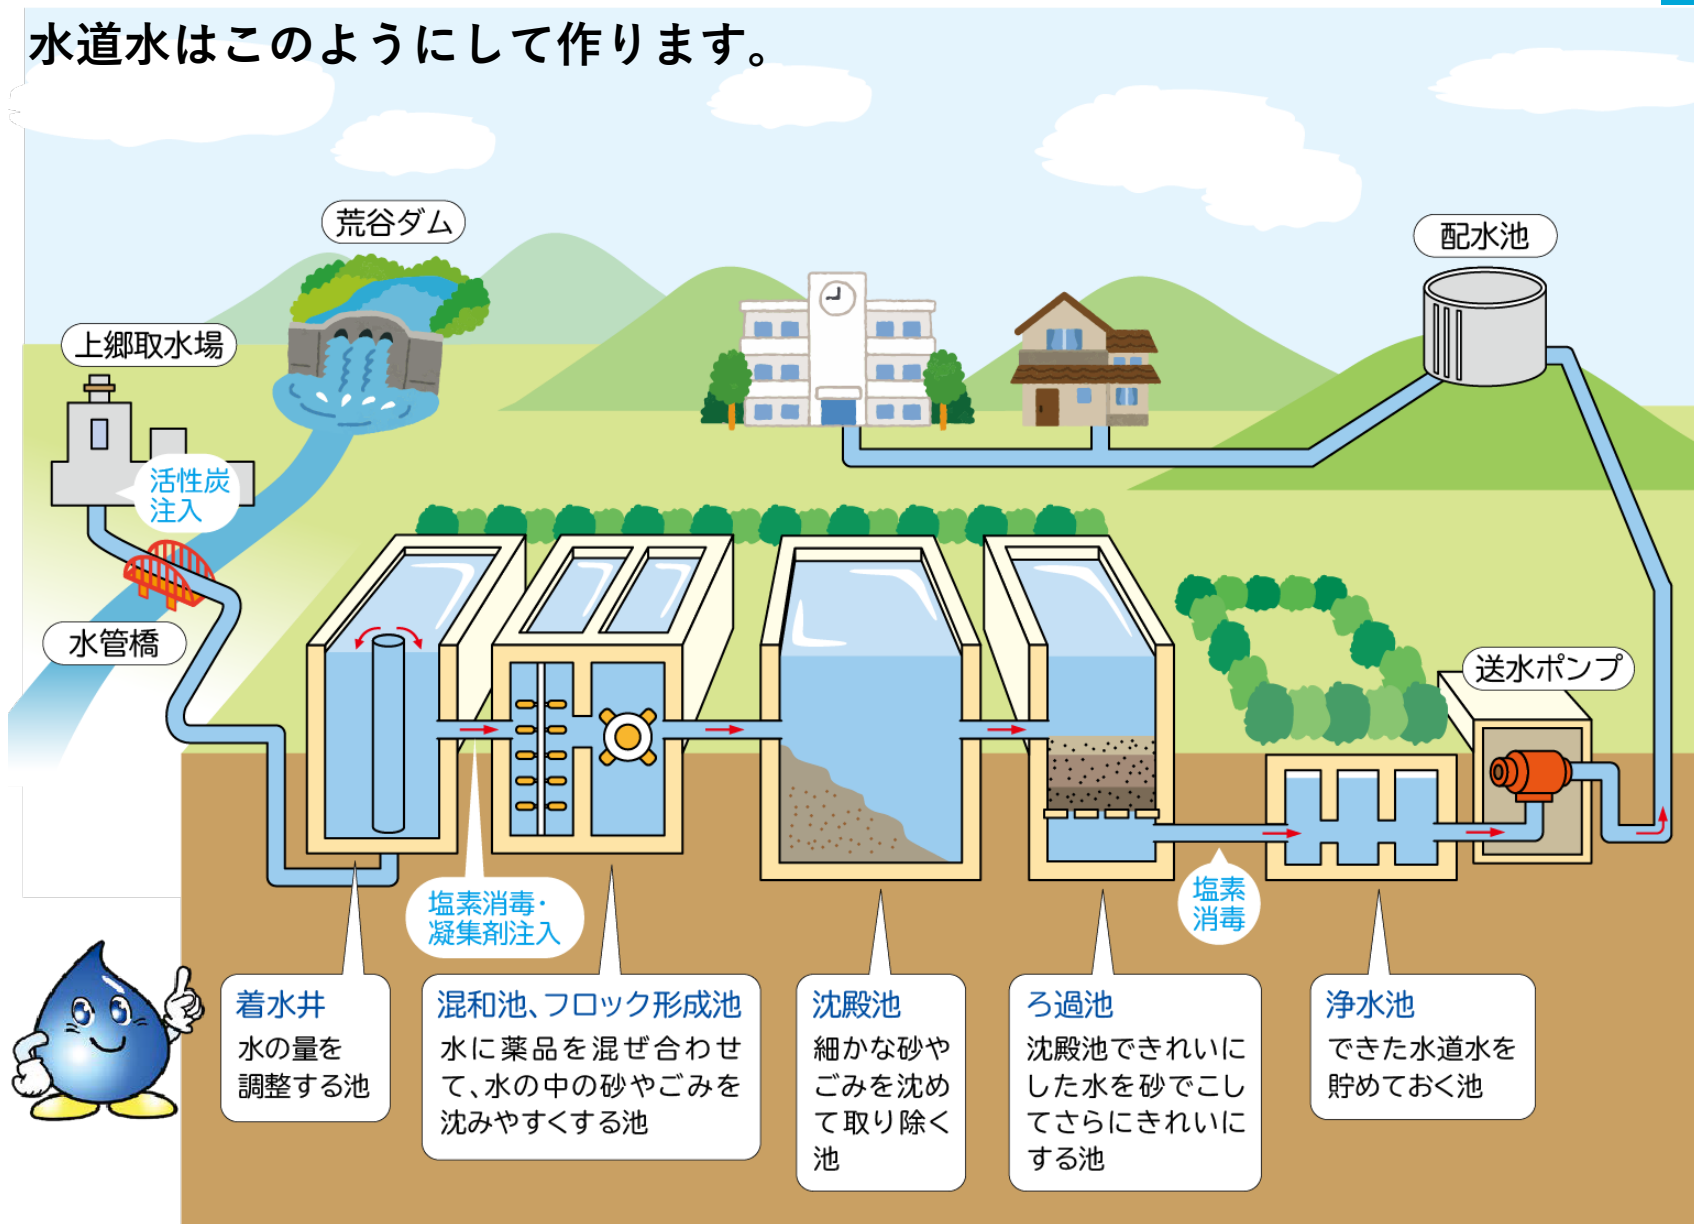 水道水はこのようにして作ります。
荒谷ダム
配水池
上郷取水場
活性炭
注入
水管橋
送水ポンプ
塩素消毒・
凝集剤注入
塩素
消毒
着水井
水の量を
調整する池
混和池、フロック形成池
水に薬品を混ぜ合わせ
て、水の中の砂やごみを
沈みやすくする池
沈殿池
細かな砂や
ごみを沈め
て取り除く
池
ろ過池
沈殿池できれいに
した水を砂でこし
てさらにきれいに
する池
浄水池
できた水道水を
貯めておく池